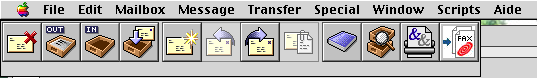 File Edit Mailbox Message Transfer Special Window Scripts Aide
OUT IN && FAX